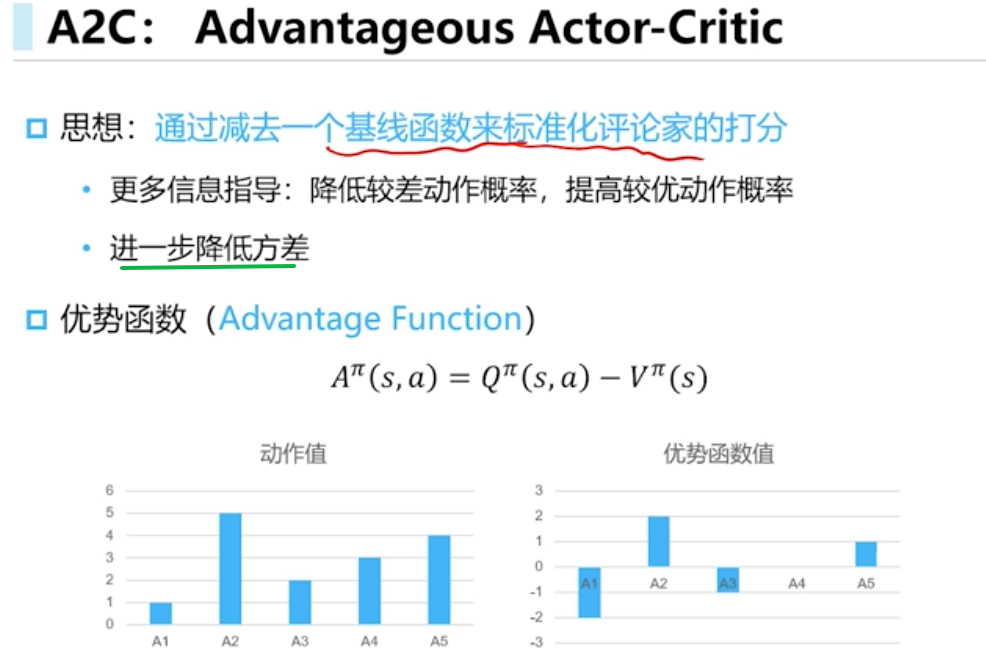 A2C: Advantageous Actor-Critic
思想：通过减去一个基线函数来标准化评论家的打分
• 更多信息指导：降低较差动作概率，提高较优动作概率
• 进一步降低方差
优势函数（Advantage Function）
Aπ(s, a) = Qπ(s, a) − Vπ(s)
动作值
6
5
4
3
2
1
0
A1 A2 A3 A4 A5
优势函数值
3
2
1
0
A1 A2 A3 A4 A5
-1
-2
-3